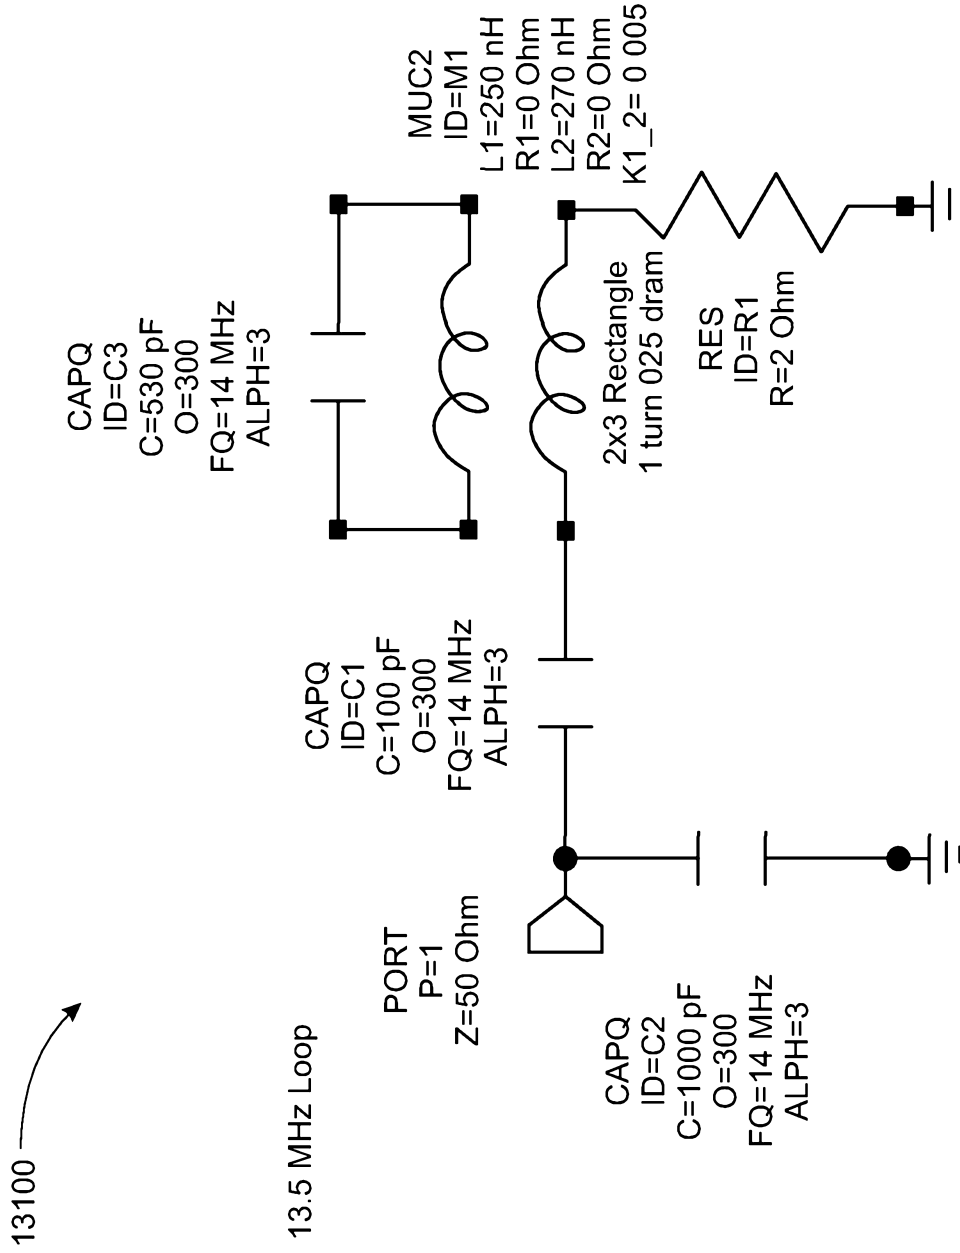 13100
13.5 MHz Loop
CAPQ
ID=C3
C=530 pF
O=300
FQ=14 MHz
ALPH=3
CAPQ
ID=C1
C=100 pF
O=300
FQ=14 MHz
ALPH=3
MUC2
ID=M1
L1=250 nH
R1=0 Ohm
L2=270 nH
R2=0 Ohm
K1_2= 0 005
PORT
P=1
Z=50 Ohm
2x3 Rectangle
1 turn 025 dram
CAPQ
ID=C2
C=1000 pF
O=300
FQ=14 MHz
ALPH=3
RES
ID=R1
R=2 Ohm